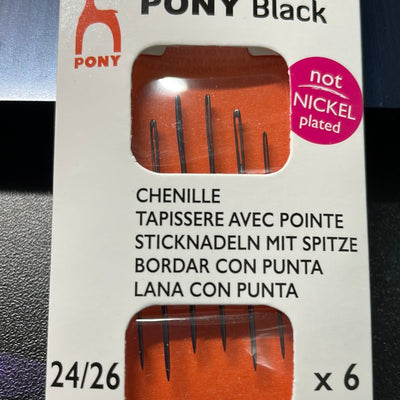 PONY Black
PONY
not
NICKEL
plated
CHENILLE
TAPISSERE AVEC POINTE
STICKNADELN MIT SPITZE
BORDAR CON PUNTA
LANA CON PUNTA
24/26
x 6